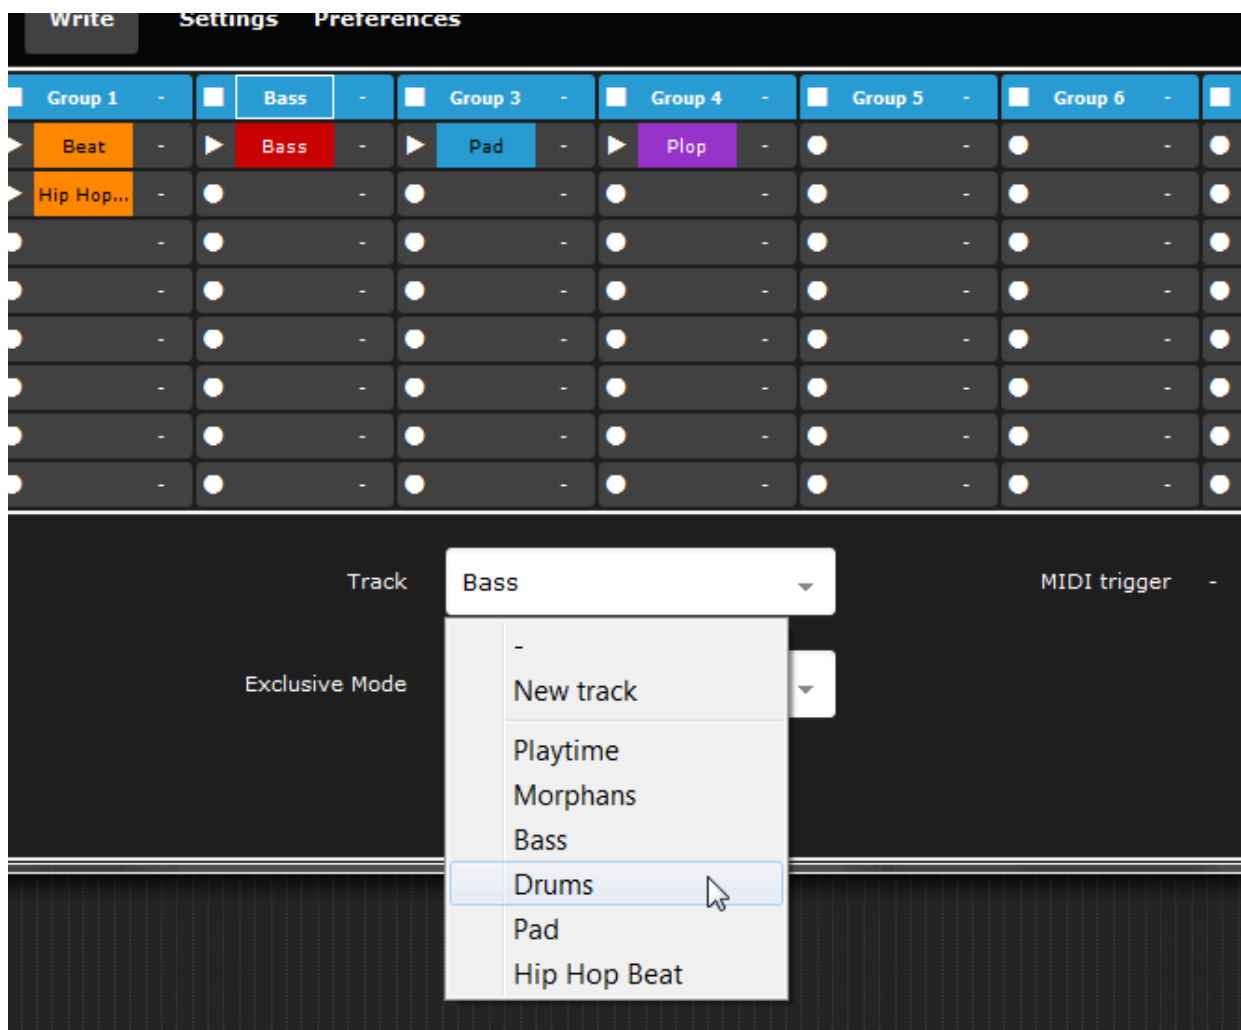 Write Settings Preferences
Group 1 - Bass - Group 3 - Group 4 - Group 5 - Group 6 -
Beat - Bass - Pad - Plop - - -
Hip Hop... - - - - - -
- - - - - -
- - - - - -
- - - - - -
- - - - - -
- - - - - -
- - - - - -
Track Bass MIDI trigger -
-
Exclusive Mode
New track
Playtime
Morphans
Bass
Drums
Pad
Hip Hop Beat